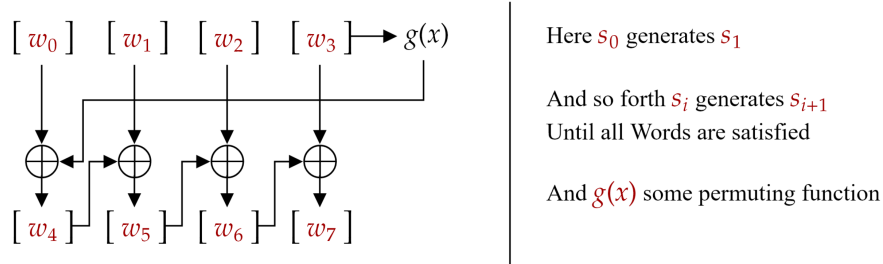 [ w₀ ] [ w₁ ] [ w₂ ] [ w₃ ] g(x)
[ w₄ ] [ w₅ ] [ w₆ ] [ w₇ ]
Here s₀ generates s₁
And so forth sᵢ generates sᵢ₊₁
Until all Words are satisfied
And g(x) some permuting function